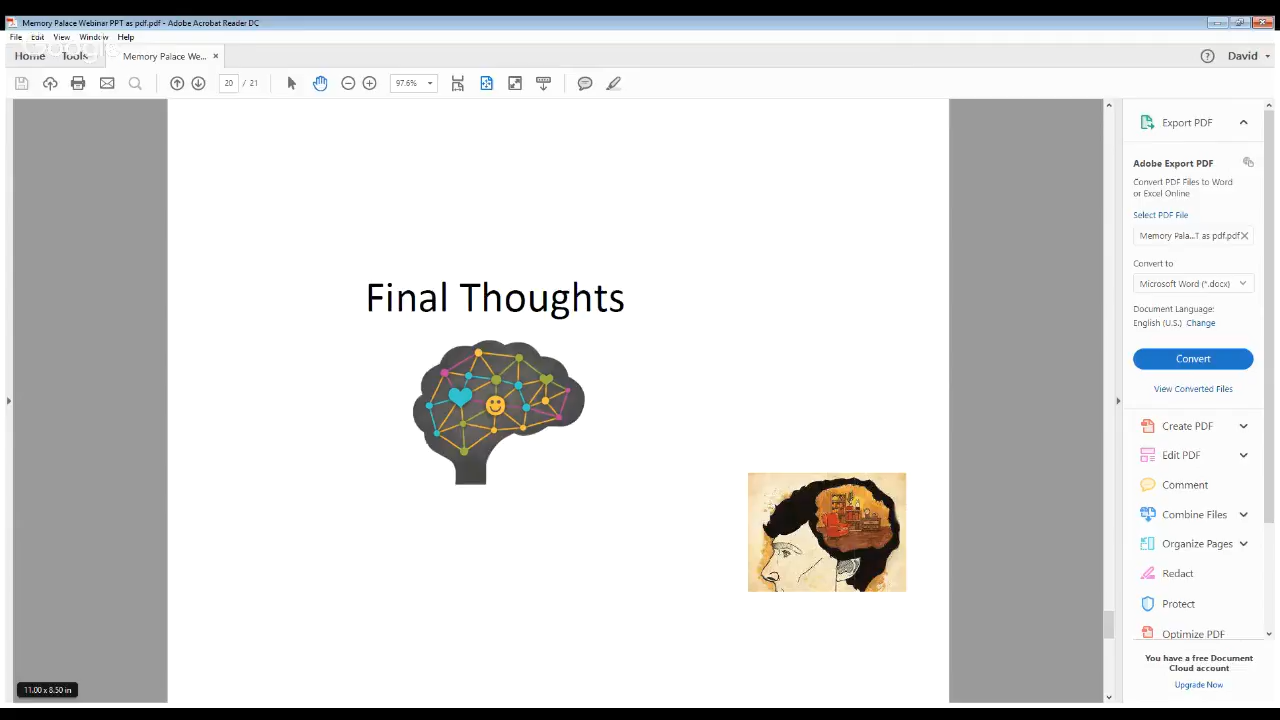 Memory Palace Webinar PPT as pdf.pdf - Adobe Acrobat Reader DC
File Edit View Window Help
Home Tools Memory Palace We... × David
20 / 21 97.6%
Final Thoughts
11.00 x 8.50 in
Export PDF
Adobe Export PDF
Convert PDF Files to Word
or Excel Online
Select PDF File
Memory Pala...T as pdf.pdf
Convert to
Microsoft Word (*.docx)
Document Language:
English (U.S.) Change
Convert
View Converted Files
Create PDF
Edit PDF
Comment
Combine Files
Organize Pages
Redact
Protect
Optimize PDF
You have a free Document
Cloud account
Upgrade Now